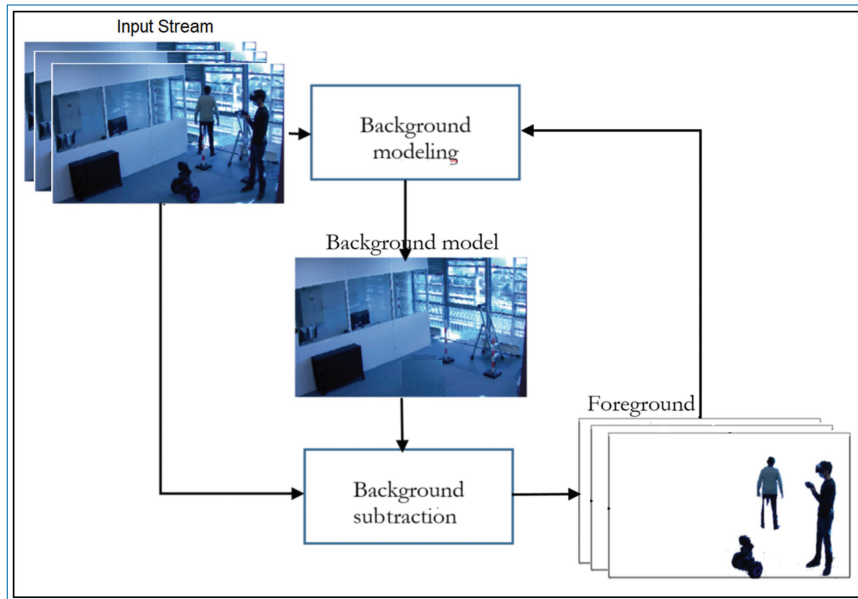 Input Stream
Background
modeling
Background model
Foreground
Background
subtraction